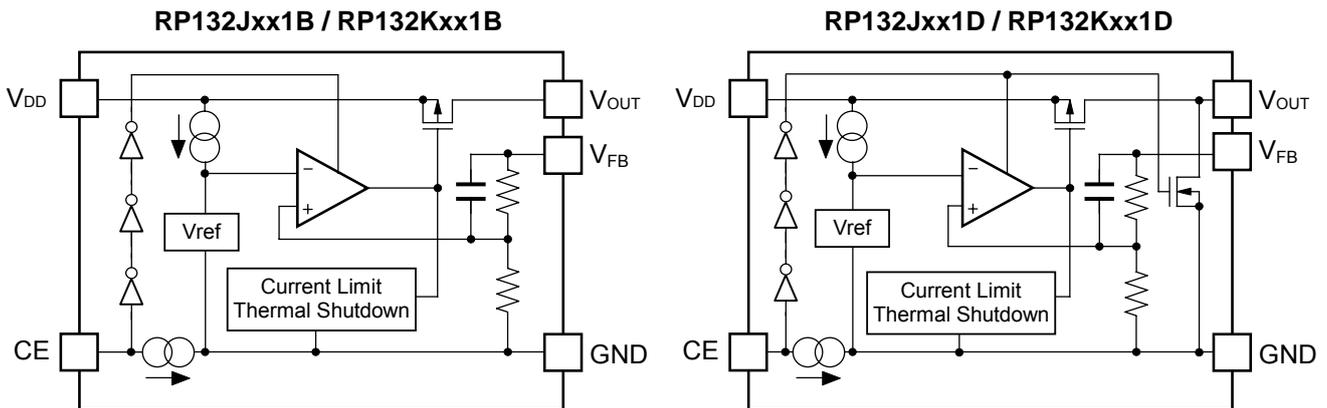 RP132Jxx1B / RP132Kxx1B
VDD
VOUT
VFB
−
+
Vref
Current Limit
Thermal Shutdown
CE
GND
RP132Jxx1D / RP132Kxx1D
VDD
VOUT
VFB
−
+
Vref
Current Limit
Thermal Shutdown
CE
GND